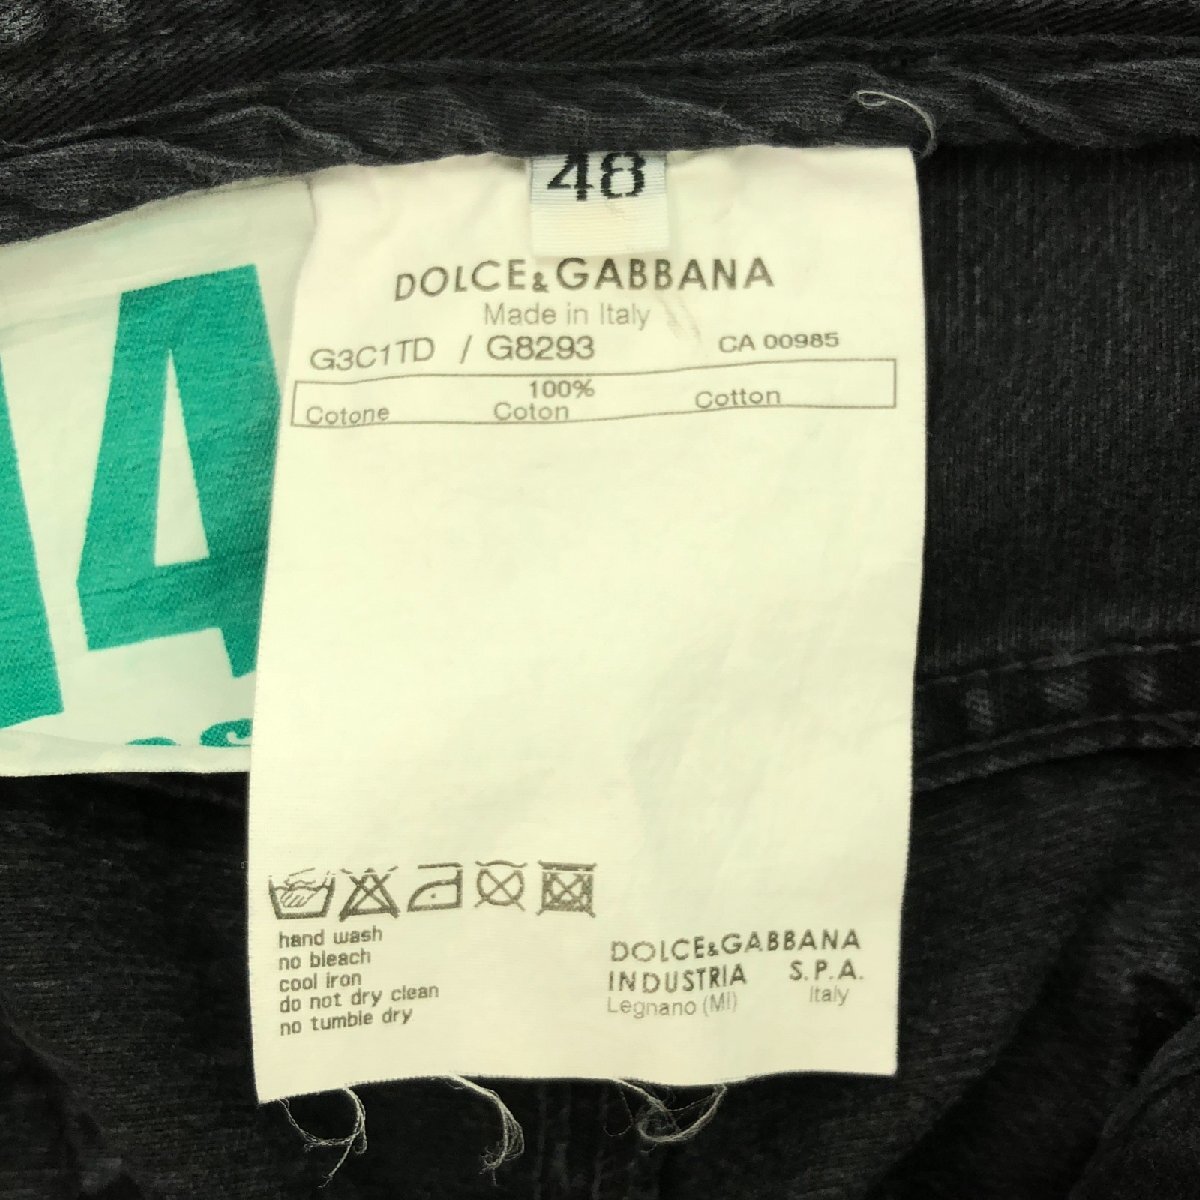 48
DOLCE&GABBANA
Made in Italy
G3C1TD / G8293 CA 00985
100%
Cotone Coton Cotton
hand wash
no bleach
cool iron
do not dry clean
no tumble dry
DOLCE&GABBANA
INDUSTRIA S.P.A.
Legnano (MI) Italy